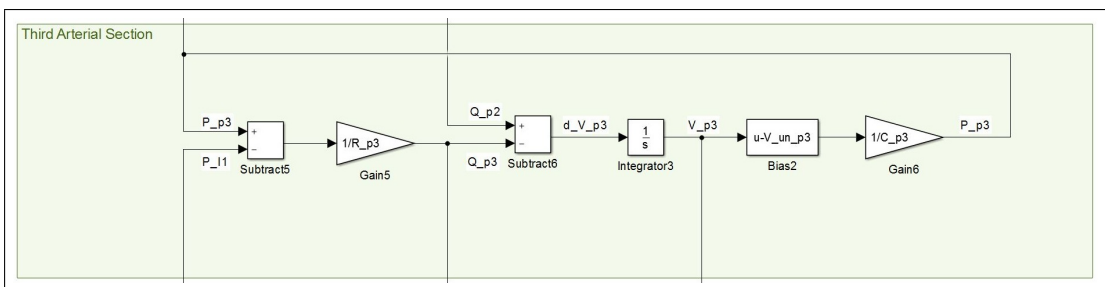 Third Arterial Section
P_p3
+
−
P_l1
Subtract5
1/R_p3
Gain5
Q_p2
+
−
Q_p3
Subtract6
d_V_p3
1
s
Integrator3
V_p3
u-V_un_p3
Bias2
1/C_p3
Gain6
P_p3